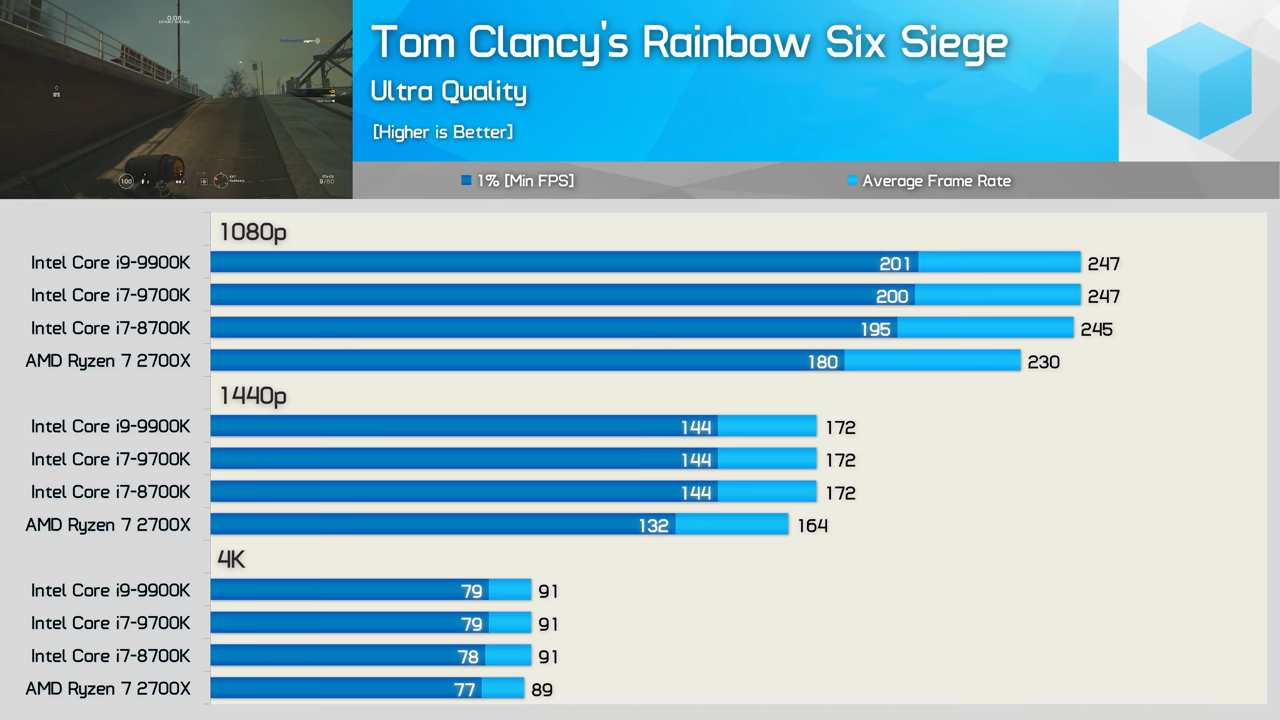 Tom Clancy's Rainbow Six Siege
Ultra Quality
[Higher is Better]
1% [Min FPS] Average Frame Rate
1080p
Intel Core i9-9900K 201 247
Intel Core i7-9700K 200 247
Intel Core i7-8700K 195 245
AMD Ryzen 7 2700X 180 230
1440p
Intel Core i9-9900K 144 172
Intel Core i7-9700K 144 172
Intel Core i7-8700K 144 172
AMD Ryzen 7 2700X 132 164
4K
Intel Core i9-9900K 79 91
Intel Core i7-9700K 79 91
Intel Core i7-8700K 78 91
AMD Ryzen 7 2700X 77 89